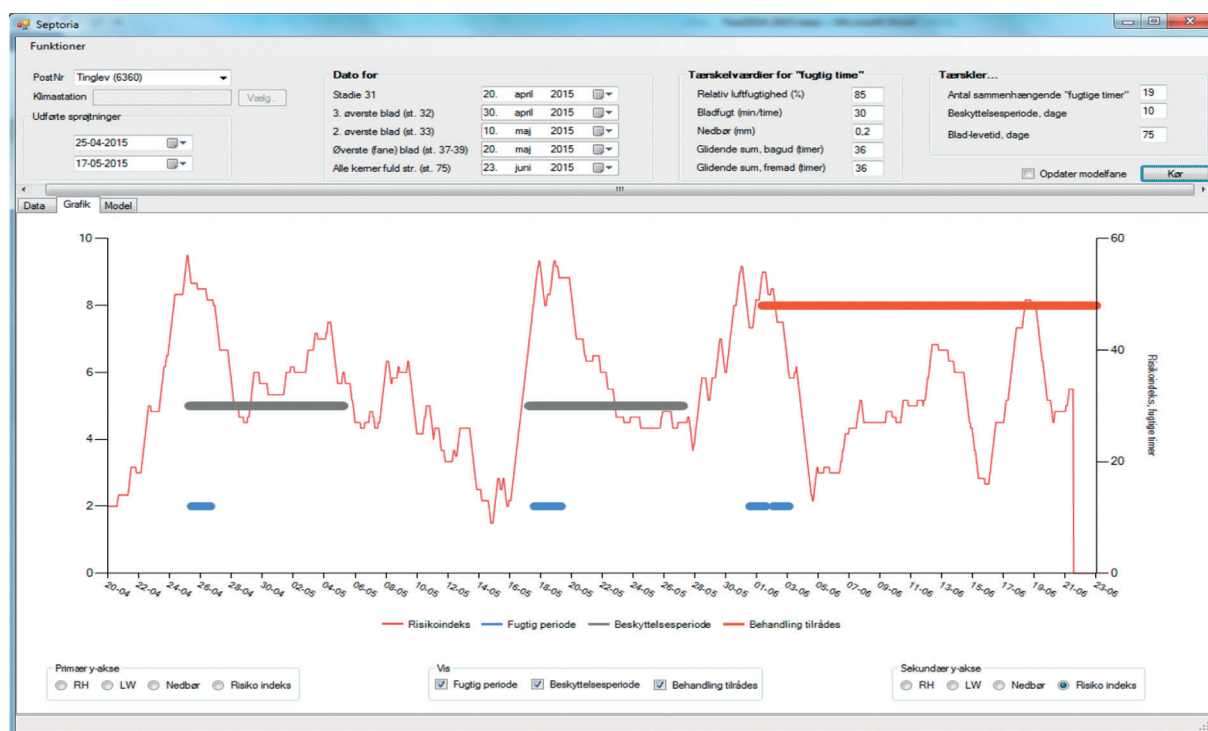 Septoria
Funktioner
PostNr Tinglev (6360)
Klimastation Vælg..
Udførte sprøjtninger
25-04-2015
17-05-2015
Dato for
Stadie 31 20. april 2015
3. øverste blad (st. 32) 30. april 2015
2. øverste blad (st. 33) 10. maj 2015
Øverste (fane) blad (st. 37-39) 20. maj 2015
Alle kerner fuld str. (st. 75) 23. juni 2015
Tærskelværdier for "fugtig time"
Relativ luftfugtighed (%) 85
Bladfugt (min/time) 30
Nedbør (mm) 0,2
Glidende sum, bagud (timer) 36
Glidende sum, fremad (timer) 36
Tærskler...
Antal sammenhængende "fugtige timer" 19
Beskyttelsesperiode, dage 10
Blad-levetid, dage 75
Opdater modelfane Kør
Data Grafik Model
10 60
8
40
6
Risikoindeks, fugtige timer
4
20
2
0 0
20-04 22-04 24-04 26-04 28-04 30-04 02-05 04-05 06-05 08-05 10-05 12-05 14-05 16-05 18-05 20-05 22-05 24-05 26-05 28-05 30-05 01-06 03-06 05-06 07-06 09-06 11-06 13-06 15-06 17-06 19-06 21-06 23-06
Risikoindeks Fugtig periode Beskyttelsesperiode Behandling tilrådes
Primær y-akse
RH LW Nedbør Risiko indeks
Vis
Fugtig periode Beskyttelsesperiode Behandling tilrådes
Sekundær y-akse
RH LW Nedbør Risiko indeks